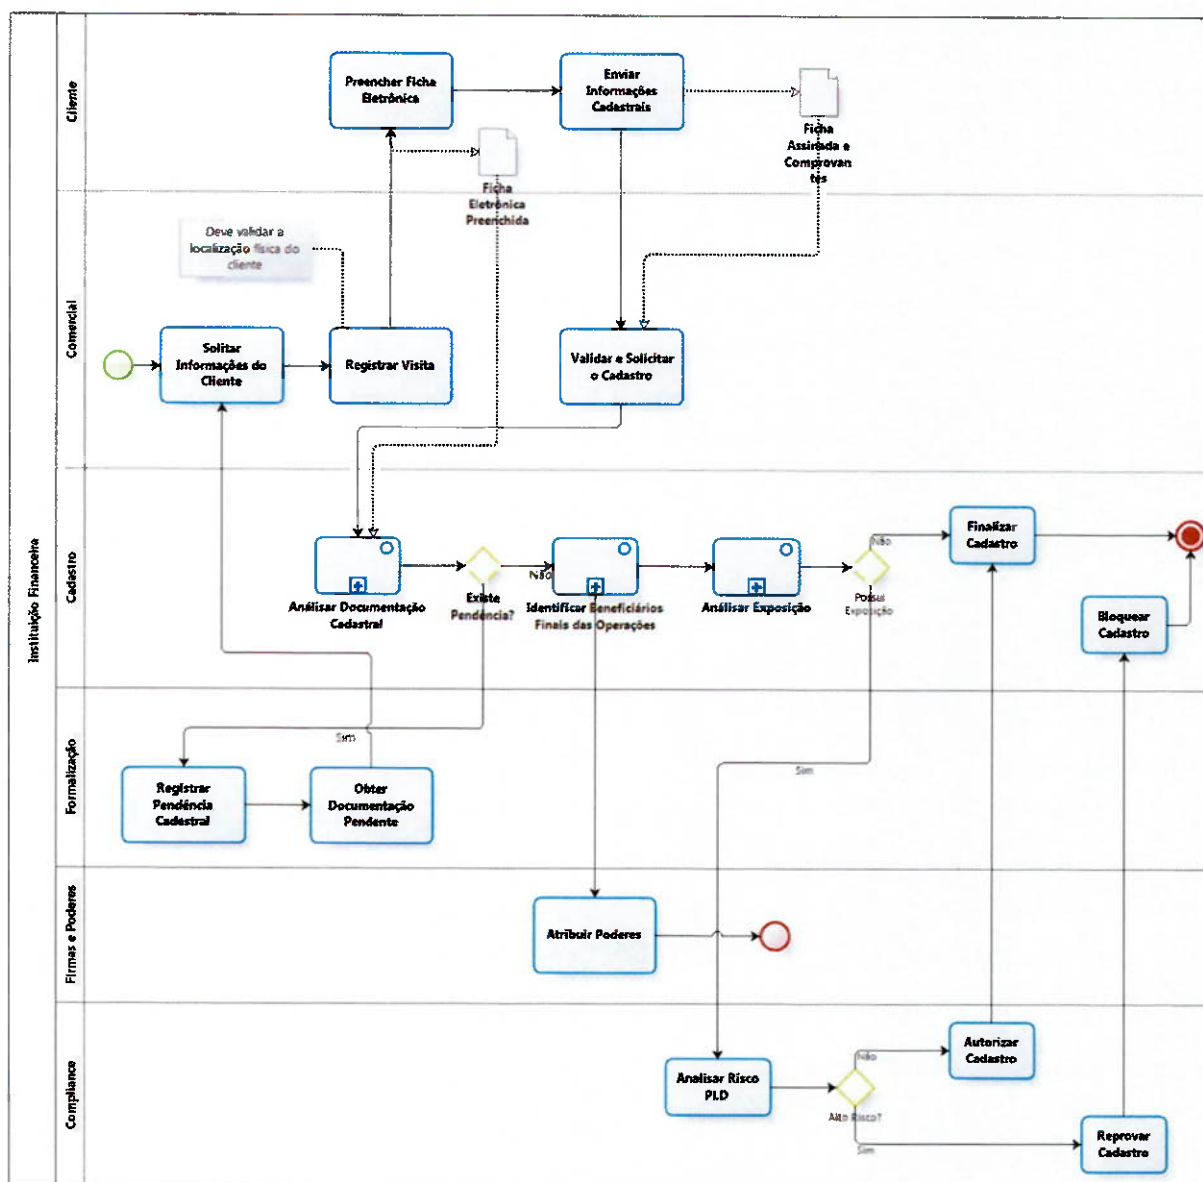 Instituição Financeira
Cliente
Preencher Ficha
Eletrônica
Enviar
Informações
Cadastrais
Ficha
Assinada e
Comprovan
tes
Ficha
Eletrônica
Preenchida
Comercial
Deve validar a
localização física do
cliente
Solitar
Informações do
Cliente
Registrar Visita
Validar e Solicitar
o Cadastro
Cadastro
Análisar Documentação
Cadastral
Existe
Pendência?
Não
Identificar Beneficiários
Finais das Operações
Análisar Exposição
Possui
Exposição
Não
Finalizar
Cadastro
Bloquear
Cadastro
Formalização
Sim
Registrar
Pendência
Cadastral
Obter
Documentação
Pendente
Sim
Firmas e Poderes
Atribuir Poderes
Compliance
Analisar Risco
PLD
Alto Risco?
Não
Autorizar
Cadastro
Sim
Reprovar
Cadastro